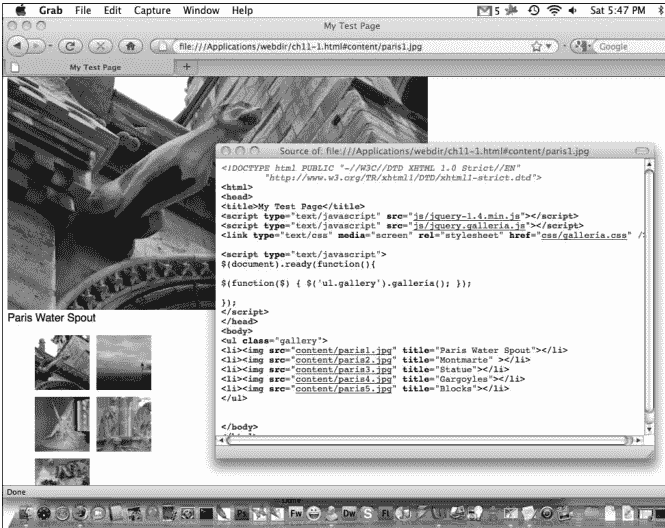 Grab File Edit Capture Window Help 5 Sat 5:47 PM
My Test Page
file:///Applications/webdir/ch11-1.html#content/paris1.jpg Google
My Test Page +
Source of: file:///Applications/webdir/ch11-1.html#content/paris1.jpg
<!DOCTYPE html PUBLIC "-//W3C//DTD XHTML 1.0 Strict//EN"
"http://www.w3.org/TR/xhtml1/DTD/xhtml1-strict.dtd">
<html>
<head>
<title>My Test Page</title>
<script type="text/javascript" src="js/jquery-1.4.min.js"></script>
<script type="text/javascript" src="js/jquery.galleria.js"></script>
<link type="text/css" media="screen" rel="stylesheet" href="css/galleria.css" />
<script type="text/javascript">
$(document).ready(function(){
$(function($) { $('ul.gallery').galleria(); });
});
</script>
</head>
<body>
<ul class="gallery">
<li><img src="content/paris1.jpg" title="Paris Water Spout"></li>
<li><img src="content/paris2.jpg" title="Montmarte" ></li>
<li><img src="content/paris3.jpg" title="Statue"></li>
<li><img src="content/paris4.jpg" title="Gargoyles"></li>
<li><img src="content/paris5.jpg" title="Blocks"></li>
</ul>
</body>
Paris Water Spout
Done
Ps Fw Dw S Fl